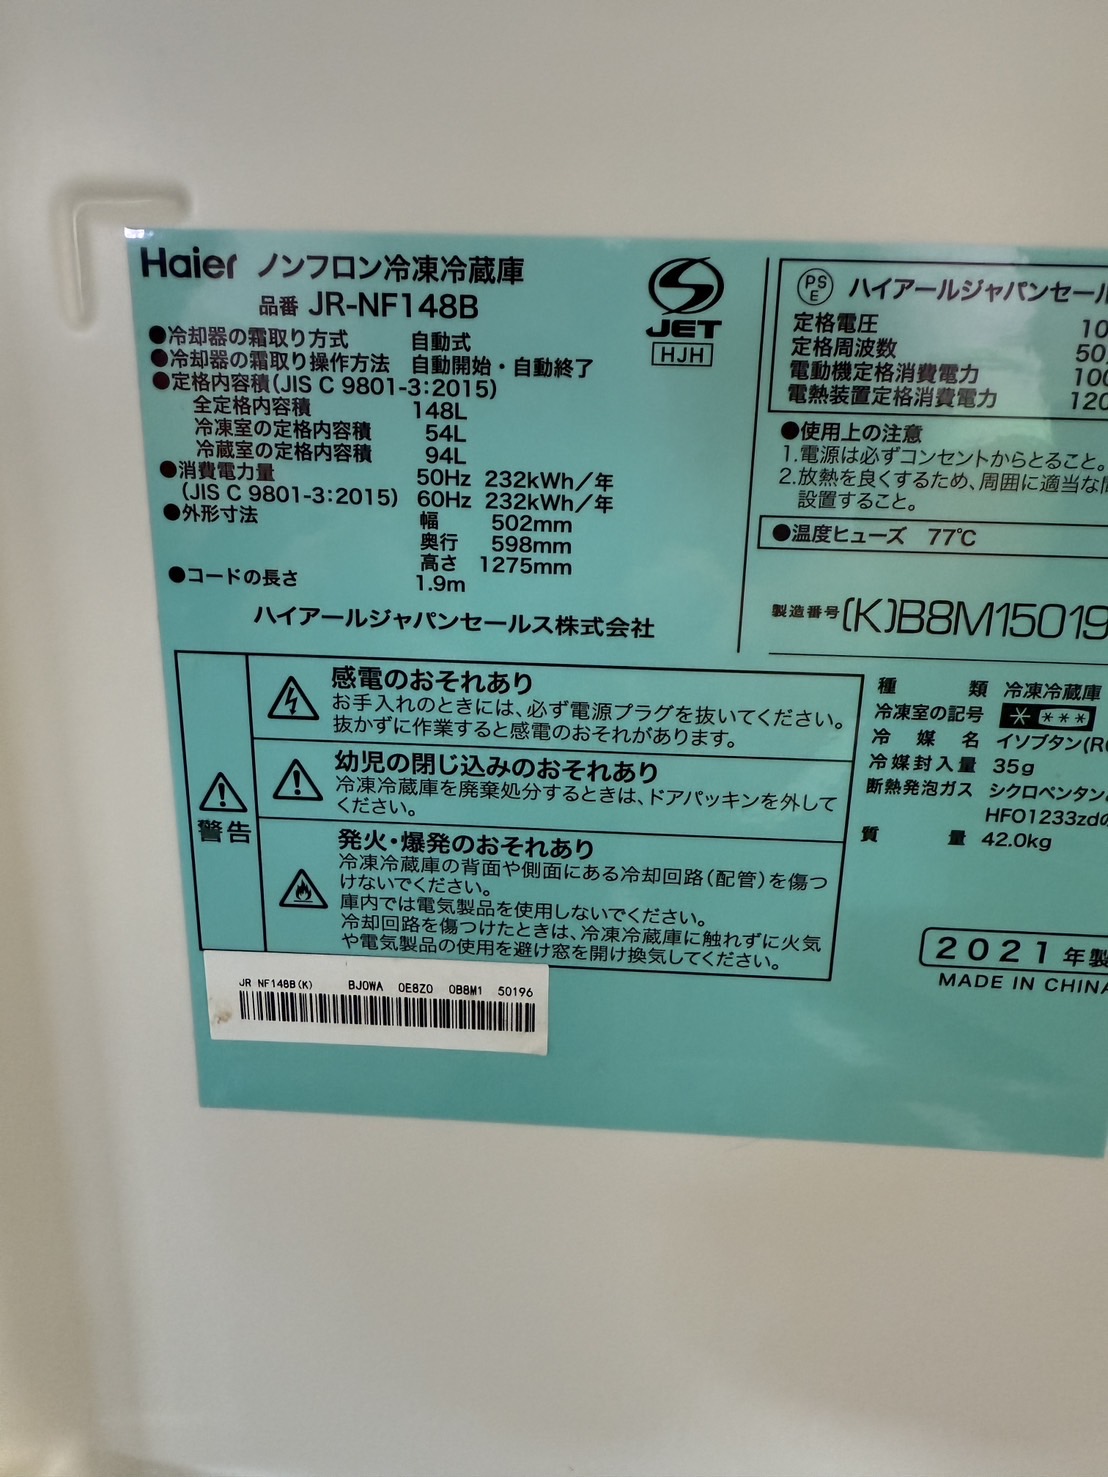 Haier ノンフロン冷凍冷蔵庫
品番 JR-NF148B
●冷却器の霜取り方式 自動式
●冷却器の霜取り操作方法 自動開始・自動終了
●定格内容積(JIS C 9801-3:2015)
全定格内容積 148L
冷凍室の定格内容積 54L
冷蔵室の定格内容積 94L
●消費電力量 50Hz 232kWh/年
(JIS C 9801-3:2015) 60Hz 232kWh/年
●外形寸法 幅 502mm
奥行 598mm
高さ 1275mm
●コードの長さ 1.9m
ハイアールジャパンセールス株式会社
JET
HJH
PSE ハイアールジャパンセール
定格電圧 10
定格周波数 50
電動機定格消費電力 100
電熱装置定格消費電力 120
●使用上の注意
1.電源は必ずコンセントからとること。
2.放熱を良くするため、周囲に適当な
設置すること。
●温度ヒューズ 77℃
製造番号 (K)B8M15019
警告
感電のおそれあり
お手入れのときには、必ず電源プラグを抜いてください。
抜かずに作業すると感電のおそれがあります。
幼児の閉じ込みのおそれあり
冷凍冷蔵庫を廃棄処分するときは、ドアパッキンを外して
ください。
発火・爆発のおそれあり
冷凍冷蔵庫の背面や側面にある冷却回路(配管)を傷つ
けないでください。
庫内では電気製品を使用しないでください。
冷却回路を傷つけたときは、冷凍冷蔵庫に触れずに火気
や電気製品の使用を避け窓を開け換気してください。
種類 冷凍冷蔵庫
冷凍室の記号 * ***
冷媒名 イソブタン(R
冷媒封入量 35g
断熱発泡ガス シクロペンタン
HFO1233zdの
質量 42.0kg
2021年製
MADE IN CHINA
JR NF148B(K) BJ0WA 0E8Z0 0B8M1 50196